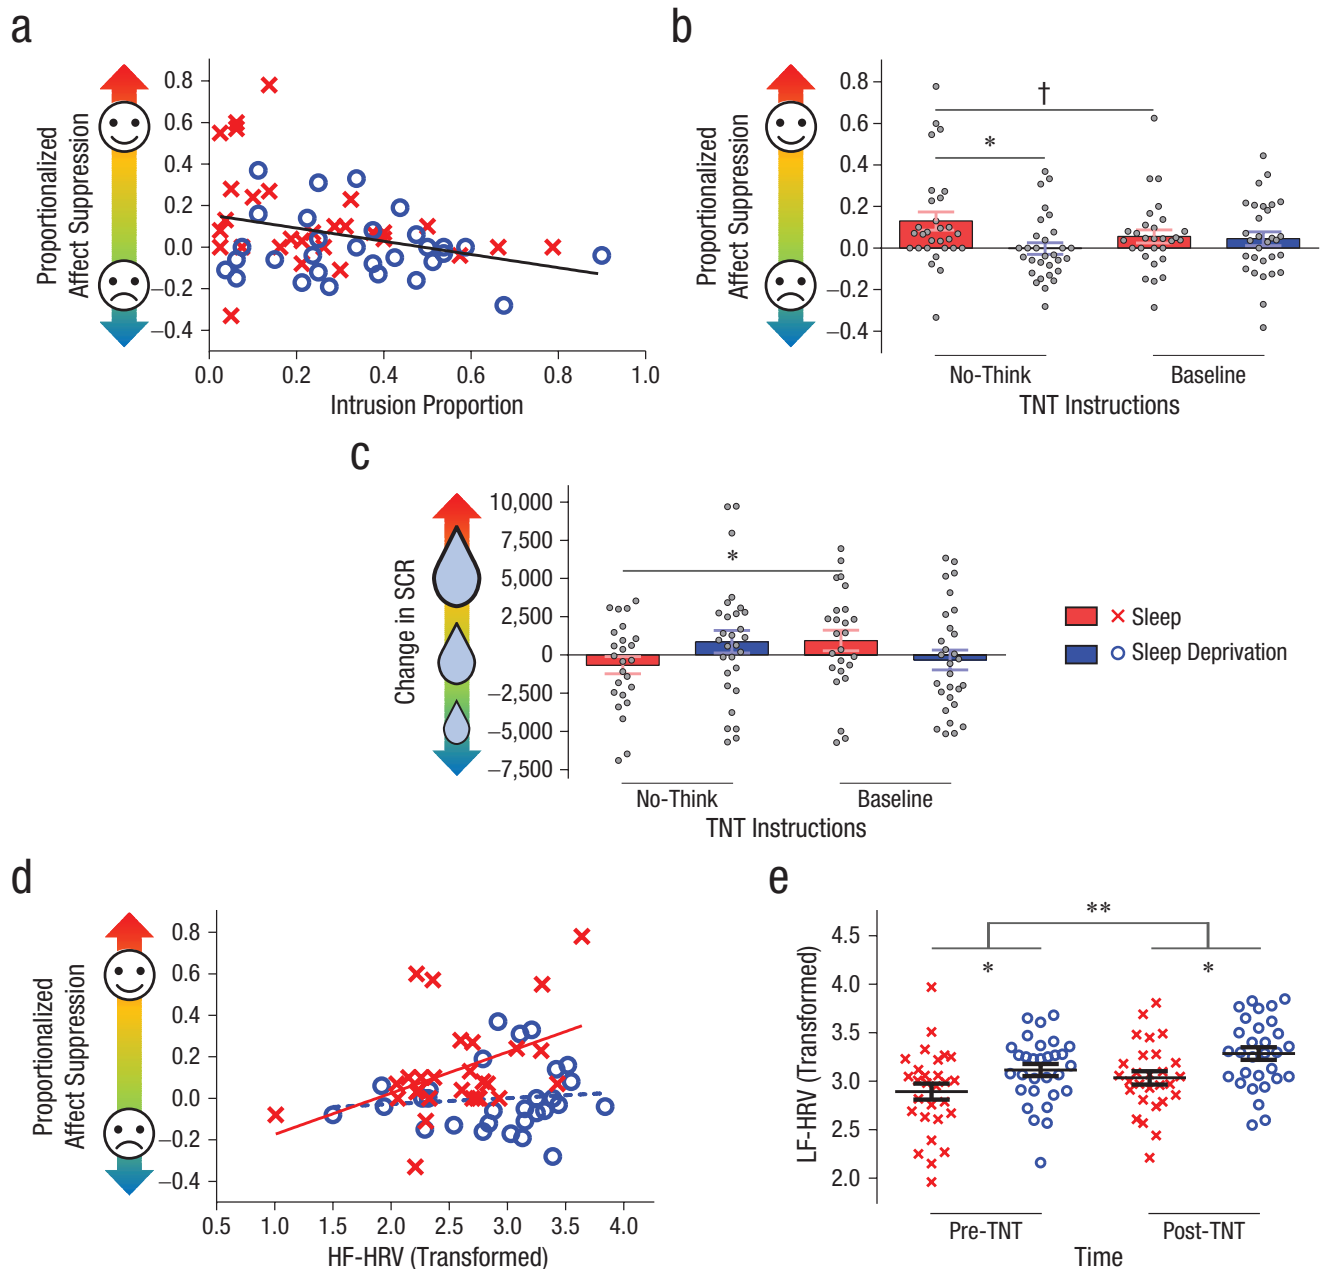 a
Proportionalized
Affect Suppression
0.8
0.6
0.4
0.2
0.0
−0.2
−0.4
0.0 0.2 0.4 0.6 0.8 1.0
Intrusion Proportion
b
Proportionalized
Affect Suppression
0.8
0.6
0.4
0.2
0.0
−0.2
−0.4
†
*
No-Think Baseline
TNT Instructions
c
Change in SCR
10,000
7,500
5,000
2,500
0
−2,500
−5,000
−7,500
*
No-Think Baseline
TNT Instructions
Sleep
Sleep Deprivation
d
Proportionalized
Affect Suppression
0.8
0.6
0.4
0.2
0.0
−0.2
−0.4
0.5 1.0 1.5 2.0 2.5 3.0 3.5 4.0
HF-HRV (Transformed)
e
LF-HRV (Transformed)
4.5
4.0
3.5
3.0
2.5
2.0
**
* *
Pre-TNT Post-TNT
Time